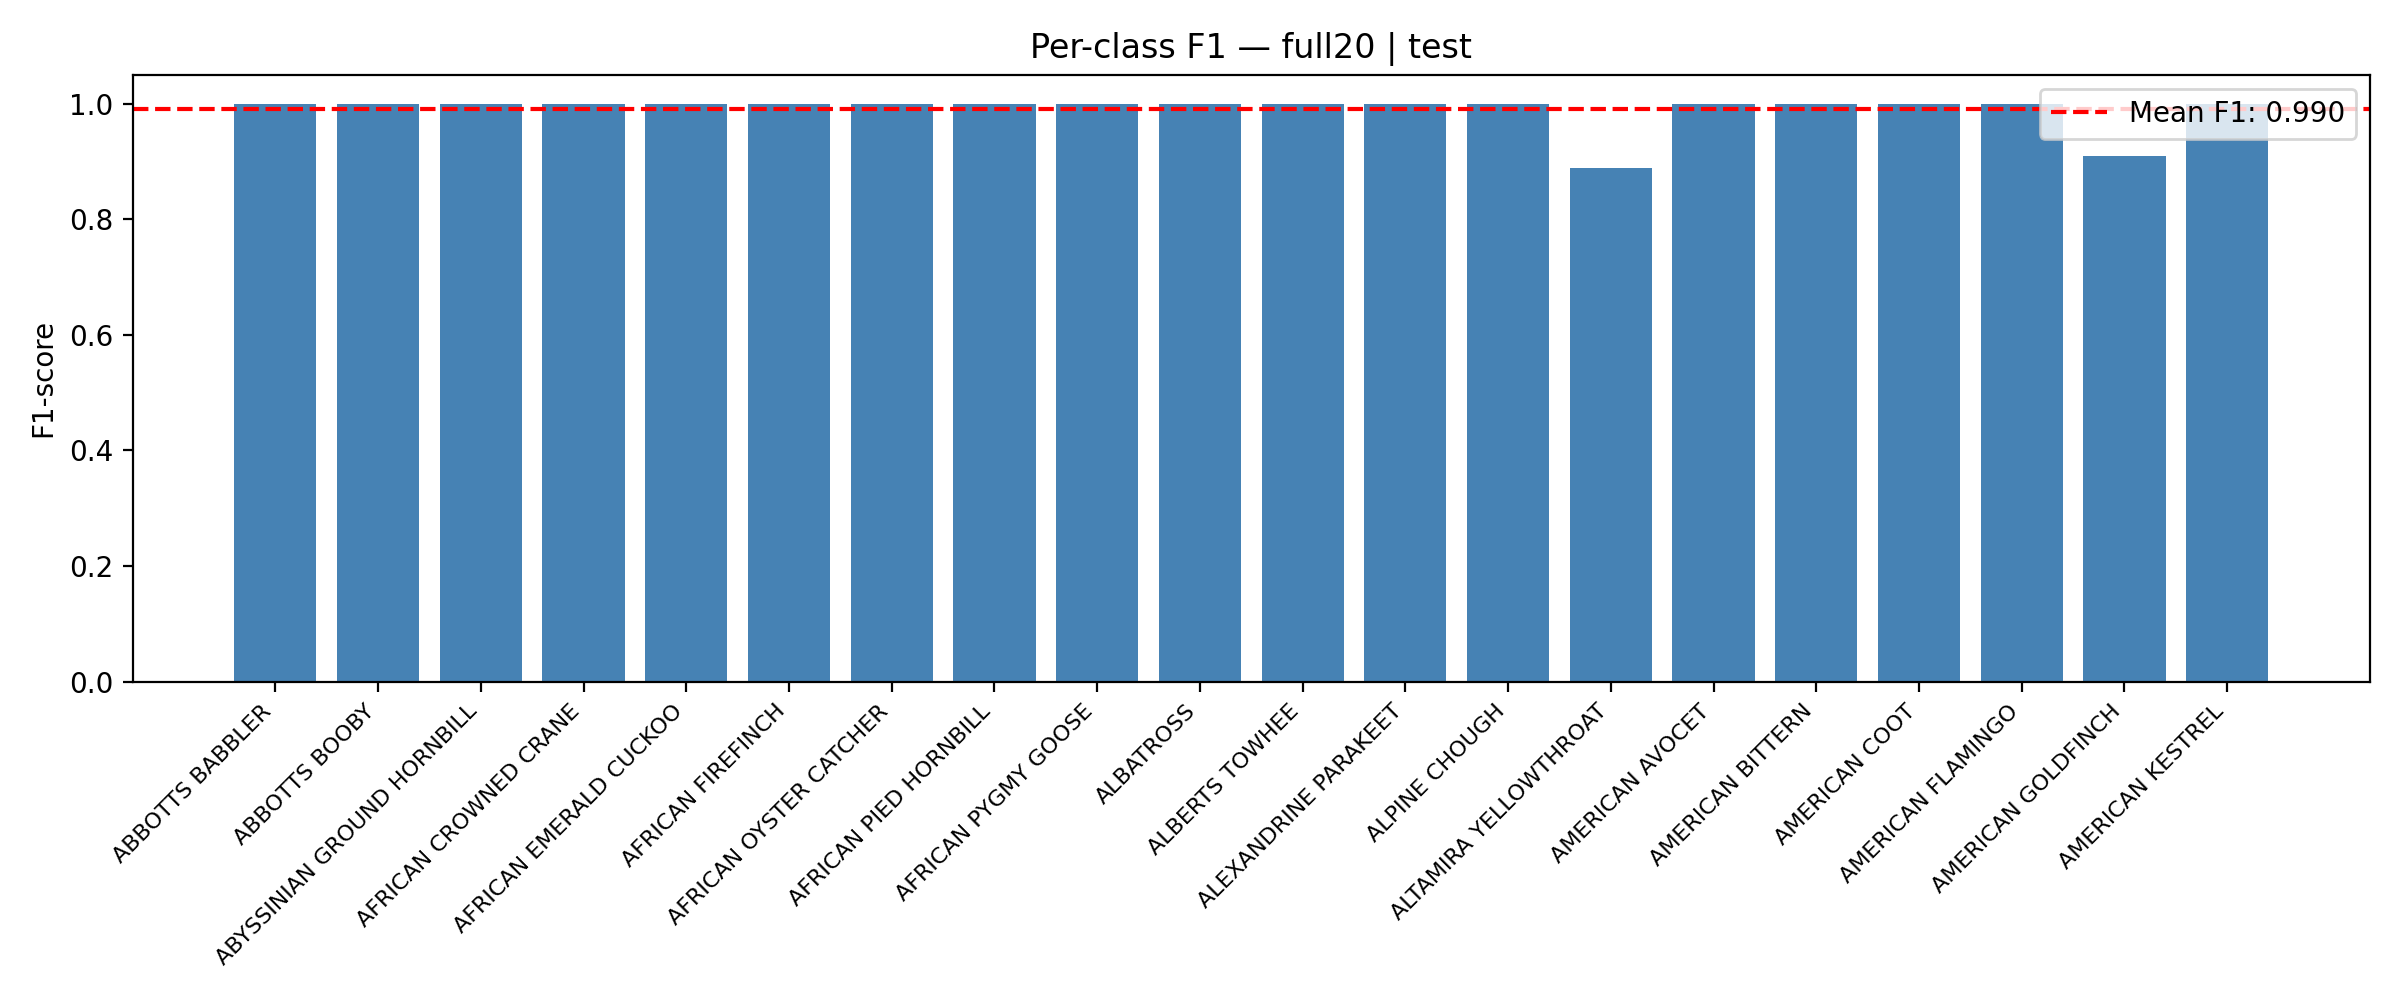 Per-class F1 — full20 | test
Mean F1: 0.990
F1-score
1.0
0.8
0.6
0.4
0.2
0.0
ABBOTTS BABBLER
ABBOTTS BOOBY
ABYSSINIAN GROUND HORNBILL
AFRICAN CROWNED CRANE
AFRICAN EMERALD CUCKOO
AFRICAN FIREFINCH
AFRICAN OYSTER CATCHER
AFRICAN PIED HORNBILL
AFRICAN PYGMY GOOSE
ALBATROSS
ALBERTS TOWHEE
ALEXANDRINE PARAKEET
ALPINE CHOUGH
ALTAMIRA YELLOWTHROAT
AMERICAN AVOCET
AMERICAN BITTERN
AMERICAN COOT
AMERICAN FLAMINGO
AMERICAN GOLDFINCH
AMERICAN KESTREL